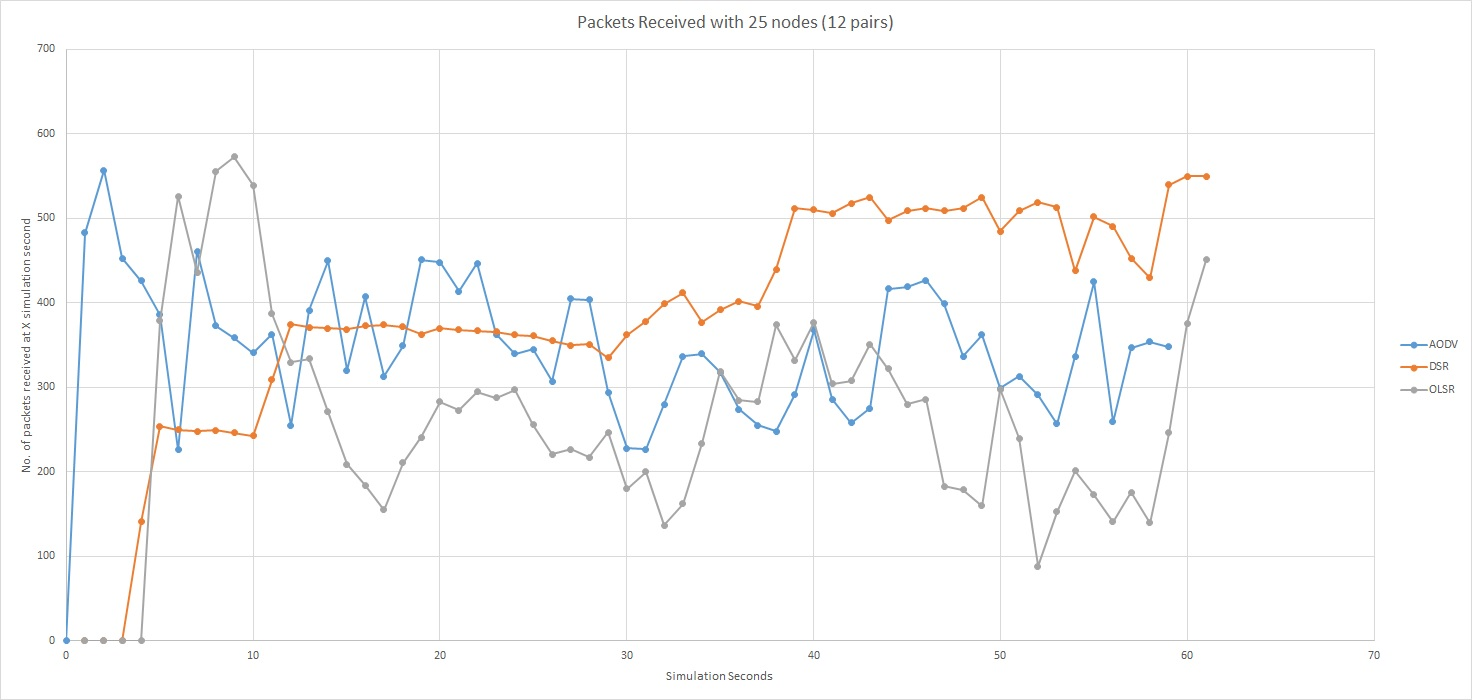 Packets Received with 25 nodes (12 pairs)
700
600
500
400
300
200
100
0
No. of packets received at X simulation second
0 10 20 30 40 50 60 70
Simulation Seconds
AODV
DSR
OLSR